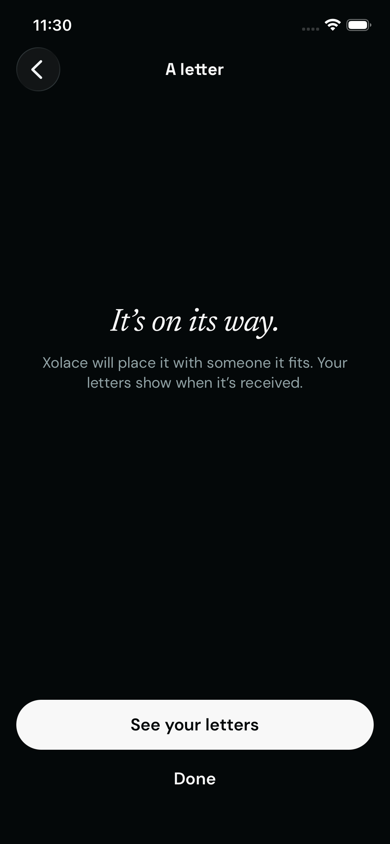 11:30
A letter
It's on its way.
Xolace will place it with someone it fits. Your
letters show when it's received.
See your letters
Done